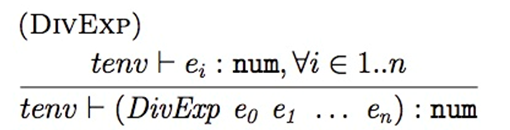 (DIVEXP)
tenv ⊢ e_i : num, ∀i ∈ 1..n
tenv ⊢ (DivExp e_0 e_1 … e_n) : num